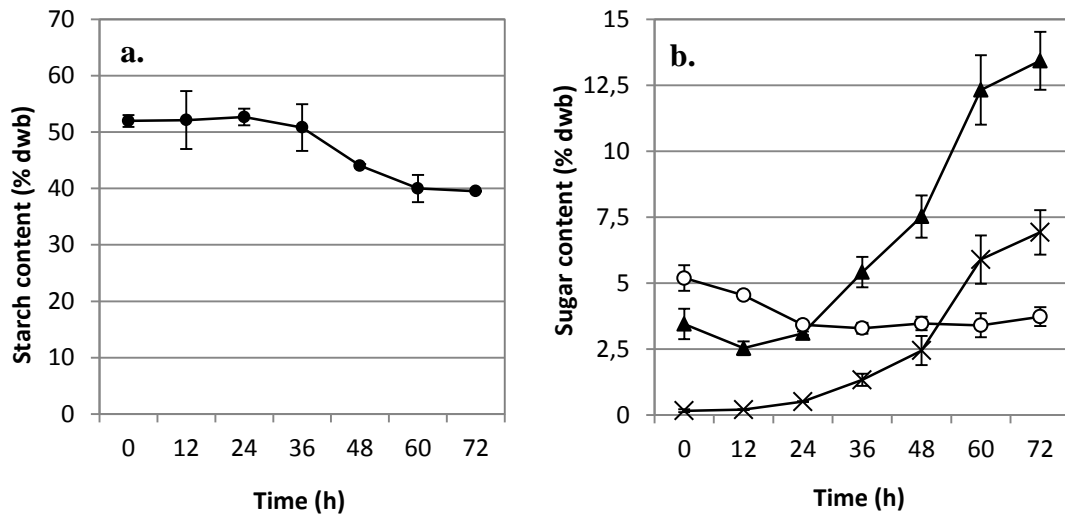 a.
Starch content (% dwb)
70
60
50
40
30
20
10
0
0 12 24 36 48 60 72
Time (h)
b.
Sugar content (% dwb)
15
12,5
10
7,5
5
2,5
0
0 12 24 36 48 60 72
Time (h)